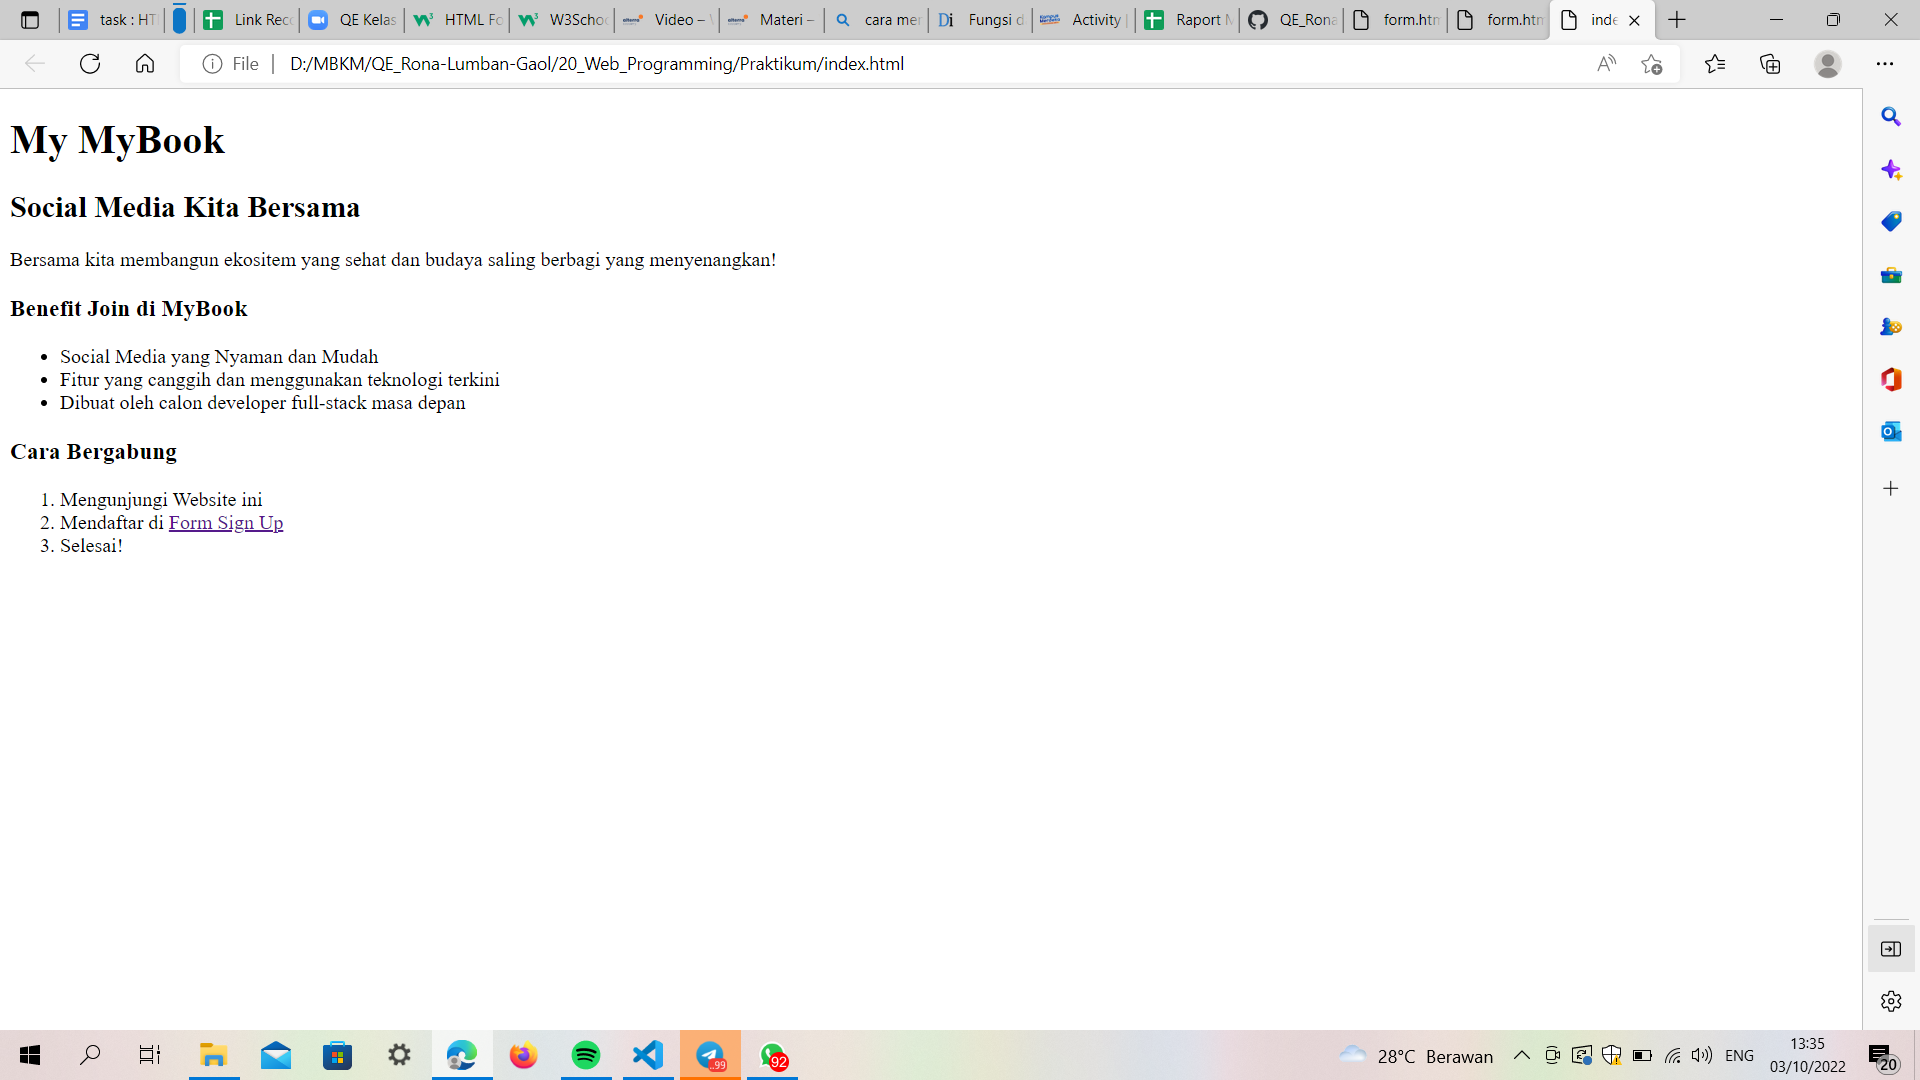 task : HT
Link Reco
QE Kelas
HTML Fo
W3Schoo
Video –
Materi –
cara mer
Di Fungsi d
Activity
Raport M
QE_Rona
form.htm
form.htm
inde
File D:/MBKM/QE_Rona-Lumban-Gaol/20_Web_Programming/Praktikum/index.html
My MyBook
Social Media Kita Bersama
Bersama kita membangun ekositem yang sehat dan budaya saling berbagi yang menyenangkan!
Benefit Join di MyBook
• Social Media yang Nyaman dan Mudah
• Fitur yang canggih dan menggunakan teknologi terkini
• Dibuat oleh calon developer full-stack masa depan
Cara Bergabung
1. Mengunjungi Website ini
2. Mendaftar di Form Sign Up
3. Selesai!
..99
92
28°C Berawan
ENG
13:35
03/10/2022
20